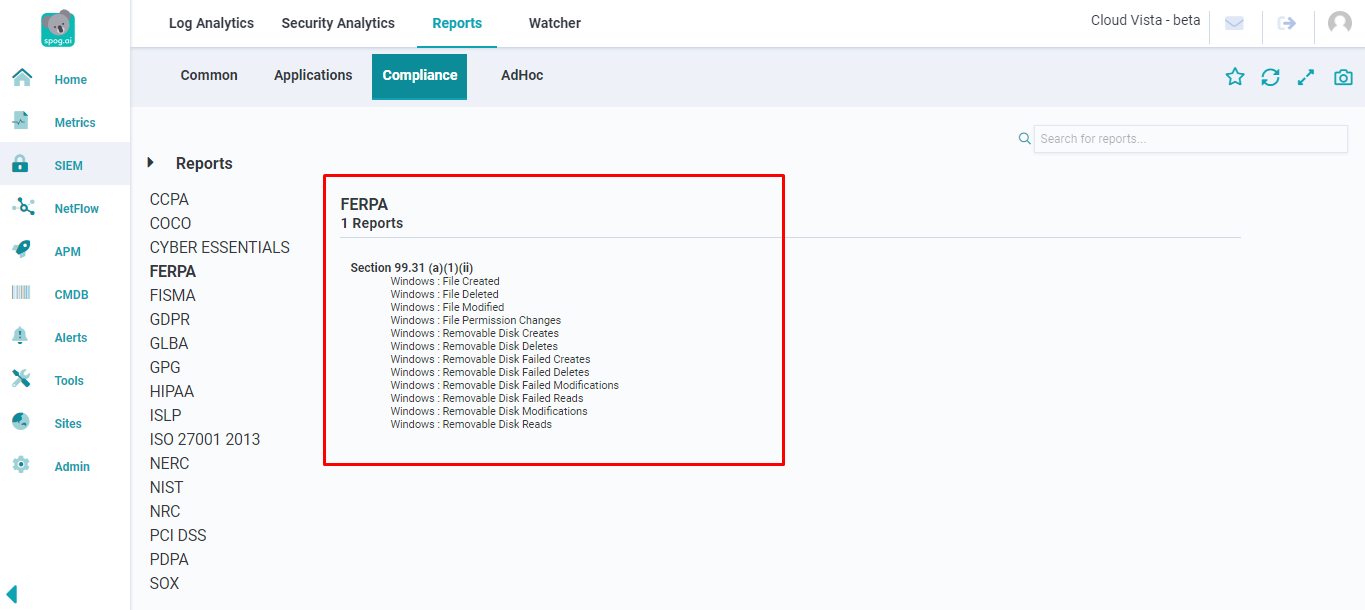 spog.ai
Log Analytics
Security Analytics
Reports
Watcher
Cloud Vista - beta
Common
Applications
Compliance
AdHoc
Home
Metrics
SIEM
NetFlow
APM
CMDB
Alerts
Tools
Sites
Admin
Search for reports...
Reports
CCPA
COCO
CYBER ESSENTIALS
FERPA
FISMA
GDPR
GLBA
GPG
HIPAA
ISLP
ISO 27001 2013
NERC
NIST
NRC
PCI DSS
PDPA
SOX
FERPA
1 Reports
Section 99.31 (a)(1)(ii)
Windows : File Created
Windows : File Deleted
Windows : File Modified
Windows : File Permission Changes
Windows : Removable Disk Creates
Windows : Removable Disk Deletes
Windows : Removable Disk Failed Creates
Windows : Removable Disk Failed Deletes
Windows : Removable Disk Failed Modifications
Windows : Removable Disk Failed Reads
Windows : Removable Disk Modifications
Windows : Removable Disk Reads